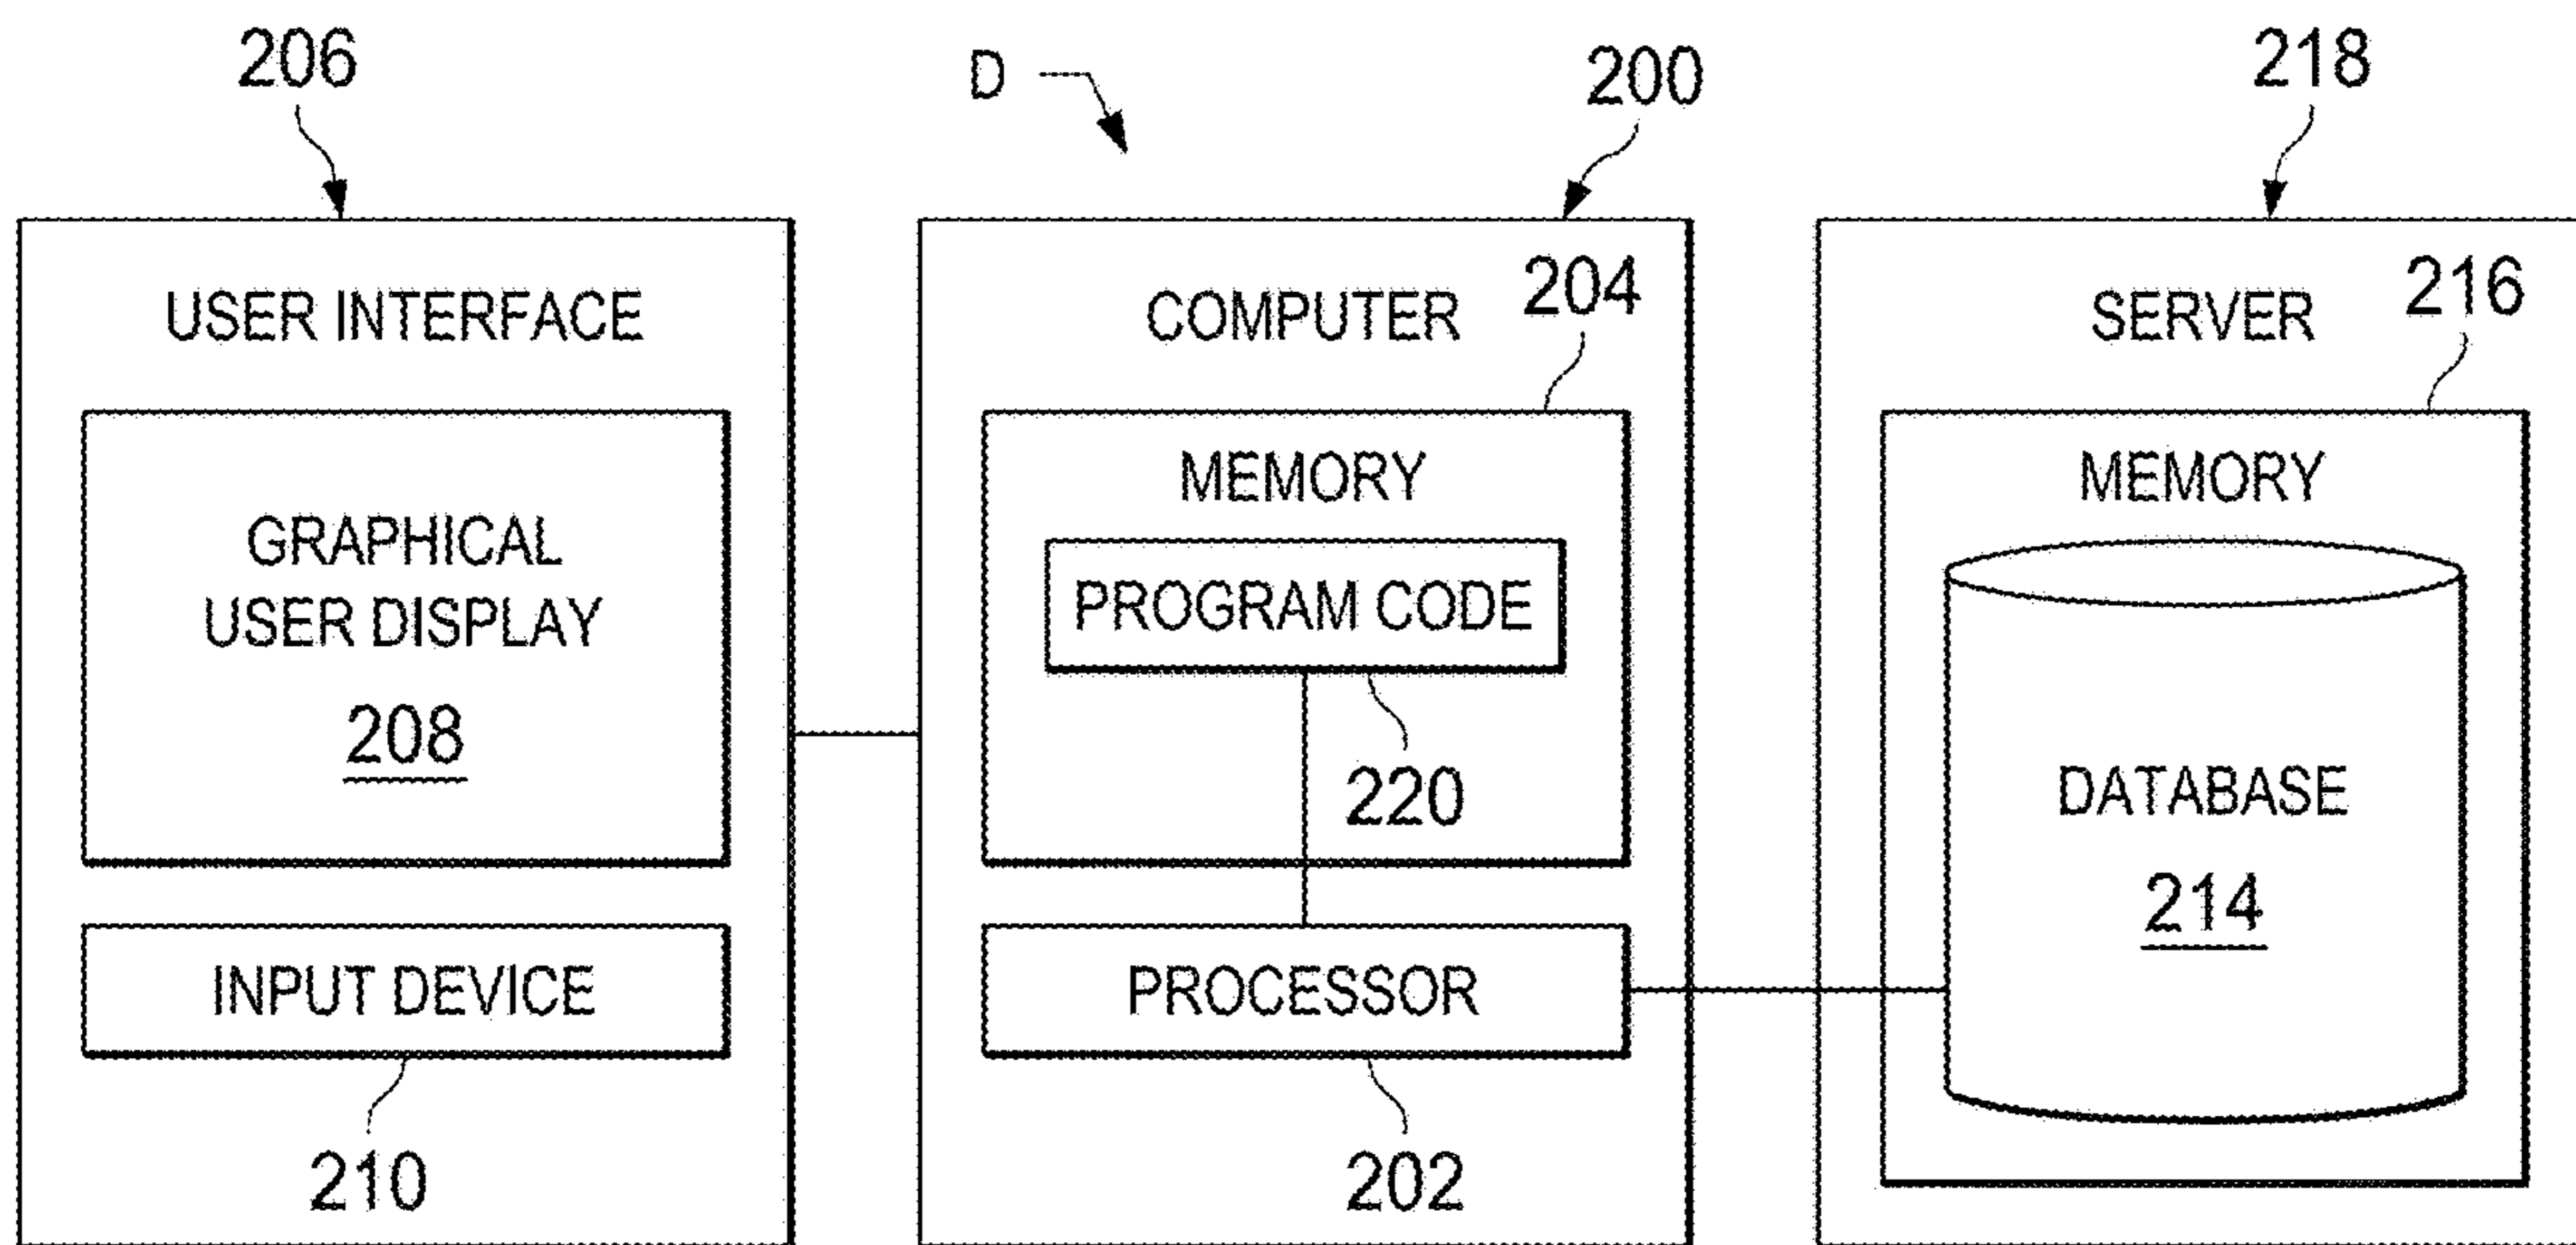 206
D
200
218
USER INTERFACE
COMPUTER
204
SERVER
216
GRAPHICAL
USER DISPLAY
208
MEMORY
PROGRAM CODE
220
MEMORY
DATABASE
214
INPUT DEVICE
210
PROCESSOR
202